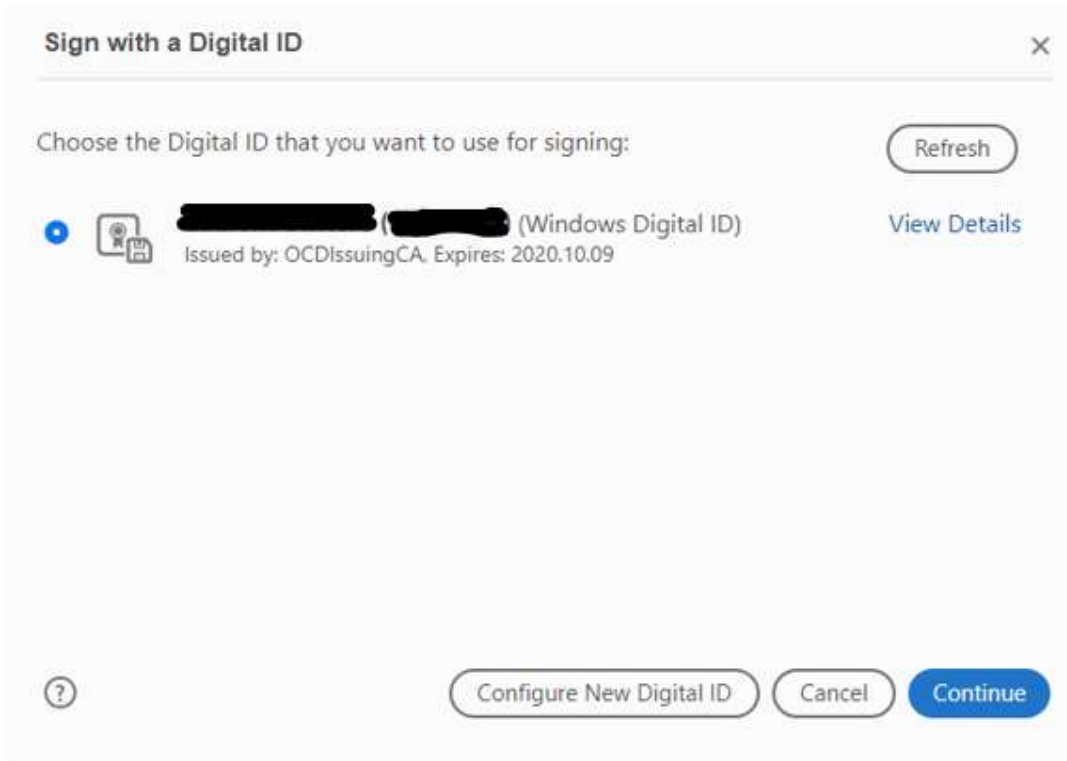 Sign with a Digital ID
Choose the Digital ID that you want to use for signing:
Refresh
( (Windows Digital ID)
View Details
Issued by: OCDIssuingCA, Expires: 2020.10.09
?
Configure New Digital ID
Cancel
Continue